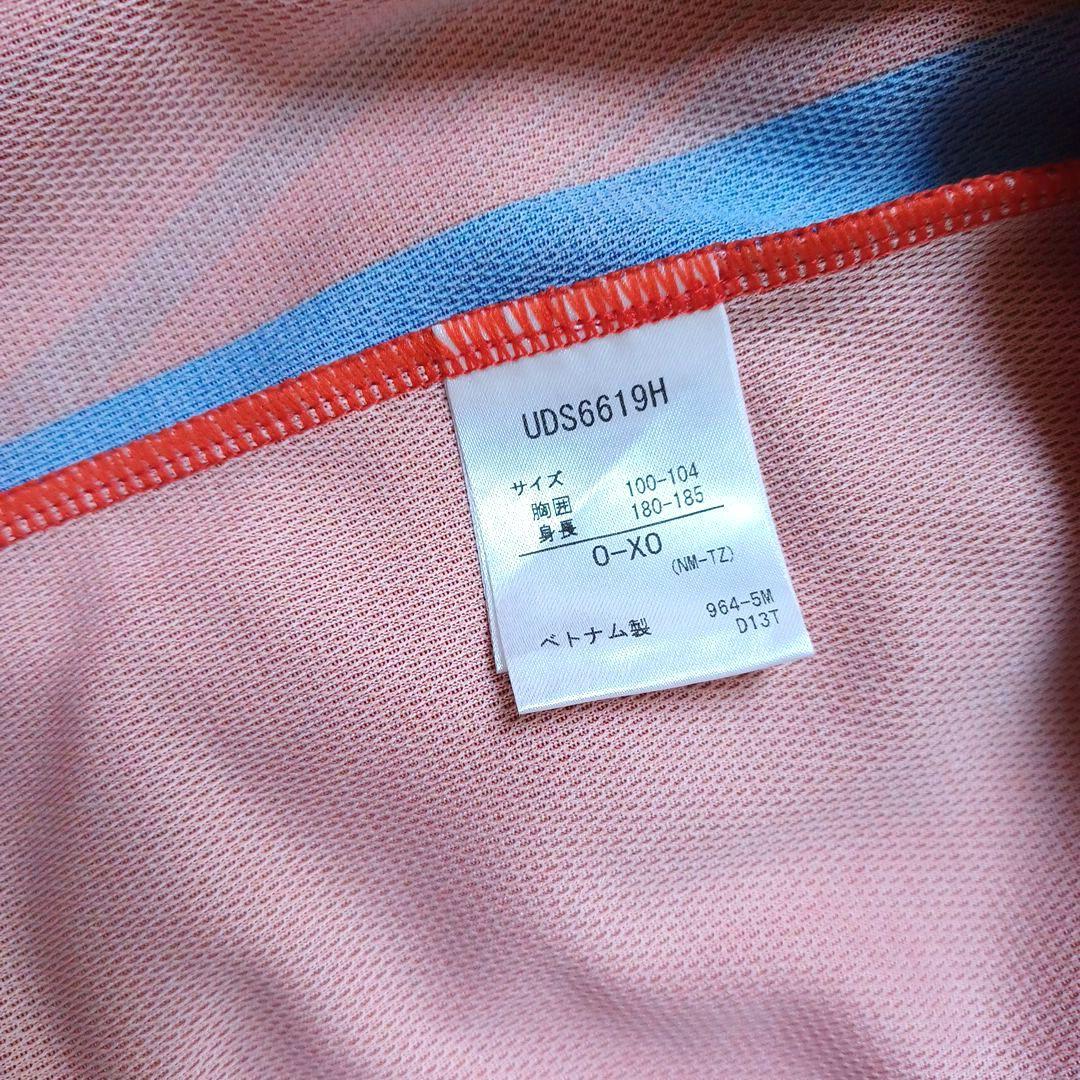 UDS6619H
サイズ
胸囲 100-104
身長 180-185
O-XO
(NM-TZ)
964-5M
ベトナム製 D13T